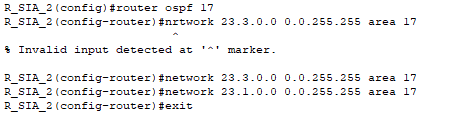 R_SIA_2(config)#router ospf 17
R_SIA_2(config-router)#nrtwork 23.3.0.0 0.0.255.255 area 17
^
% Invalid input detected at '^' marker.
R_SIA_2(config-router)#network 23.3.0.0 0.0.255.255 area 17
R_SIA_2(config-router)#network 23.1.0.0 0.0.255.255 area 17
R_SIA_2(config-router)#exit